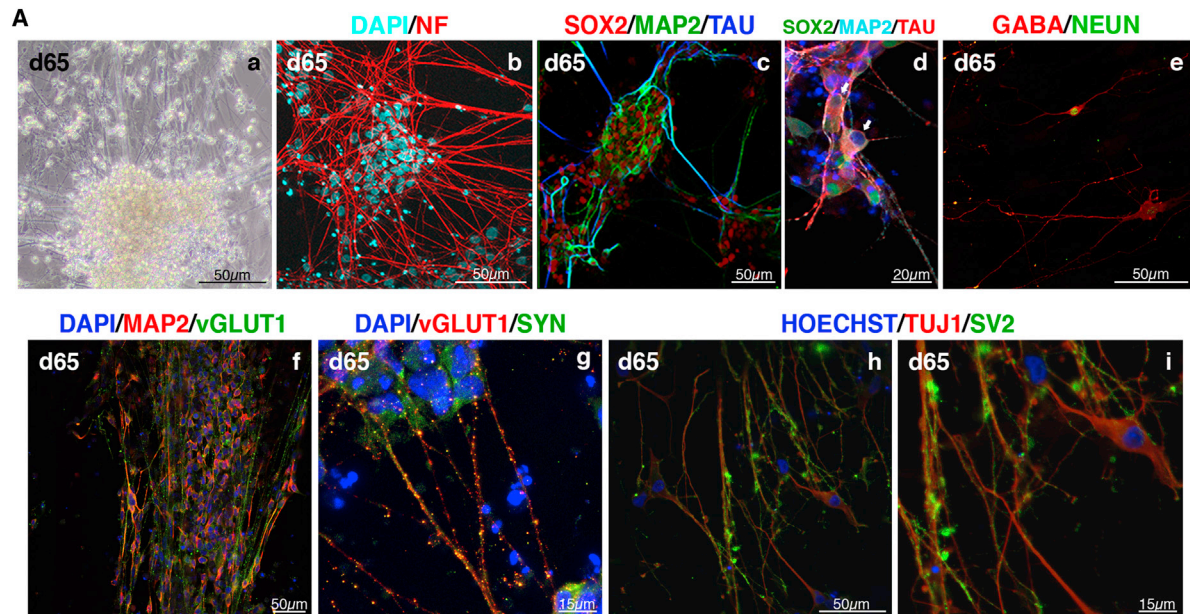 A
DAPI/NF
SOX2/MAP2/TAU
SOX2/MAP2/TAU
GABA/NEUN
d65 a
d65 b
d65 c
d
d65 e
50µm
50µm
50µm
20µm
50µm
DAPI/MAP2/vGLUT1
DAPI/vGLUT1/SYN
HOECHST/TUJ1/SV2
d65 f
d65 g
d65 h
d65 i
50µm
15µm
50µm
15µm